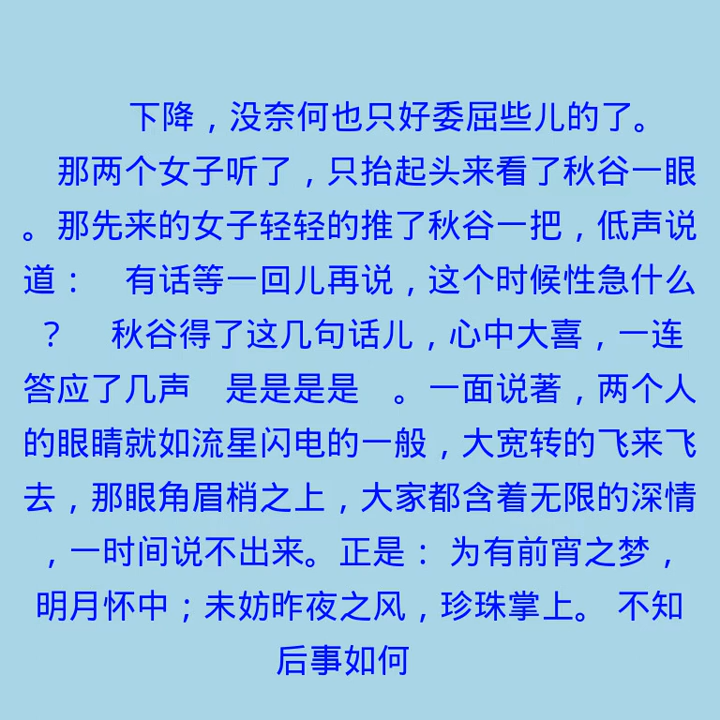 下降，没奈何也只好委屈些儿的了。
那两个女子听了，只抬起头来看了秋谷一眼
。那先来的女子轻轻的推了秋谷一把，低声说
道：　有话等一回儿再说，这个时候性急什么
？　秋谷得了这几句话儿，心中大喜，一连
答应了几声　是是是是　。一面说著，两个人
的眼睛就如流星闪电的一般，大宽转的飞来飞
去，那眼角眉梢之上，大家都含着无限的深情
，一时间说不出来。正是：为有前宵之梦，
明月怀中；未妨昨夜之风，珍珠掌上。 不知
后事如何